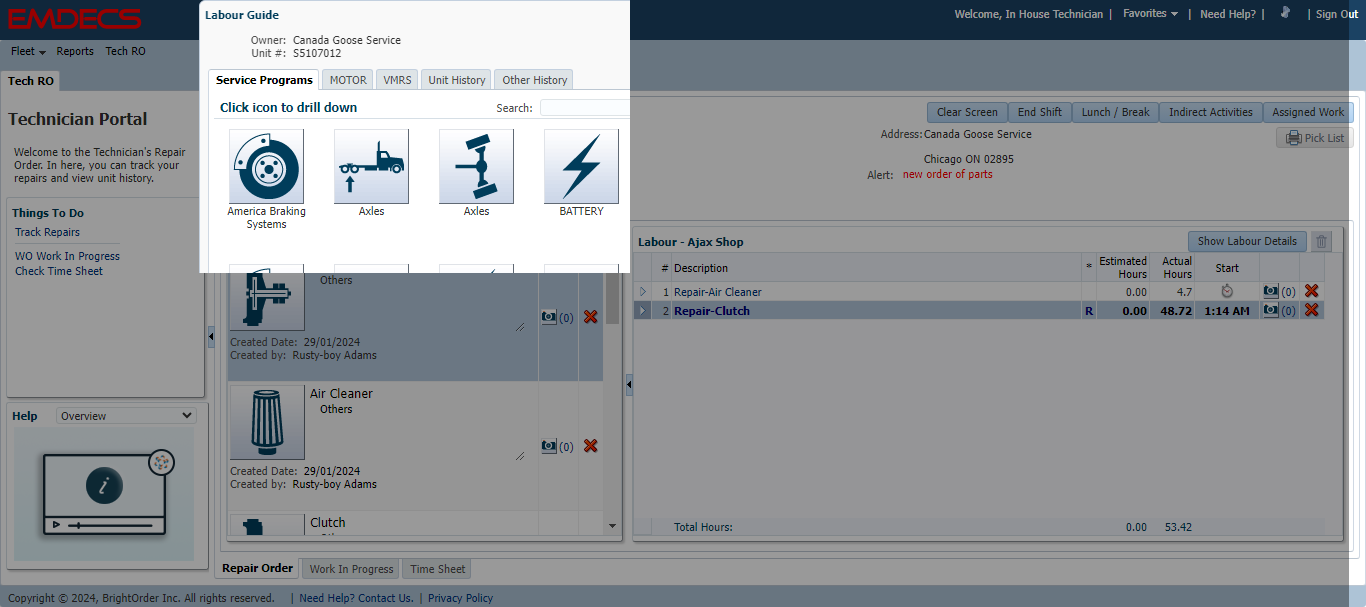 EMDECS
Welcome, In House Technician | Favorites | Need Help? | | Sign Out
Fleet Reports Tech RO
Tech RO
Technician Portal
Welcome to the Technician's Repair
Order. In here, you can track your
repairs and view unit history.
Things To Do
Track Repairs
WO Work In Progress
Check Time Sheet
Help Overview
Labour Guide
Owner: Canada Goose Service
Unit #: S5107012
Service Programs MOTOR VMRS Unit History Other History
Click icon to drill down Search:
America Braking
Systems
Axles
Axles
BATTERY
Clear Screen End Shift Lunch / Break Indirect Activities Assigned Work
Address: Canada Goose Service
Pick List
Chicago ON 02895
Alert: new order of parts
Others
(0)
Created Date: 29/01/2024
Created by: Rusty-boy Adams
Air Cleaner
Others
(0)
Created Date: 29/01/2024
Created by: Rusty-boy Adams
Clutch
Labour - Ajax Shop Show Labour Details
# Description * Estimated Hours Actual Hours Start
1 Repair-Air Cleaner 0.00 4.7 (0)
2 Repair-Clutch R 0.00 48.72 1:14 AM (0)
Total Hours: 0.00 53.42
Repair Order Work In Progress Time Sheet
Copyright © 2024, BrightOrder Inc. All rights reserved. | Need Help? Contact Us. | Privacy Policy